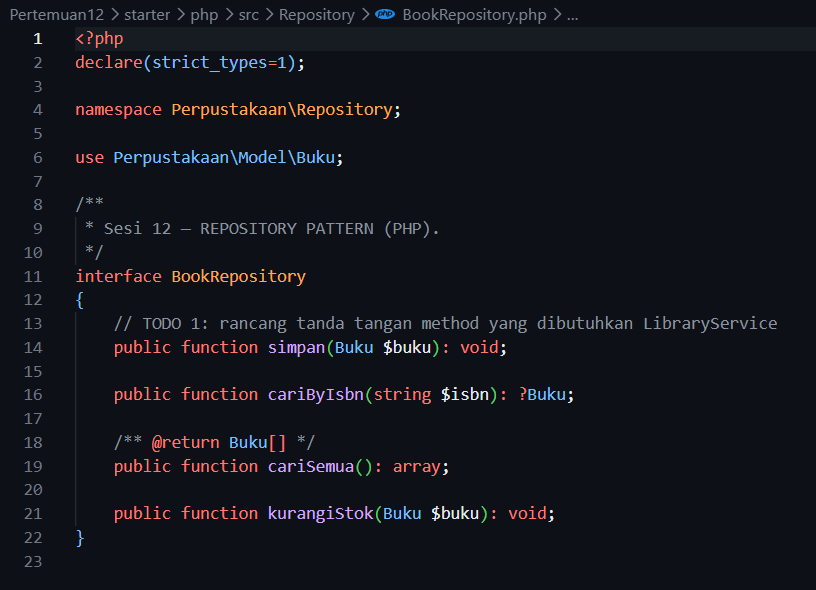 Pertemuan12 > starter > php > src > Repository > php BookRepository.php > ...
1 <?php
2 declare(strict_types=1);
3
4 namespace Perpustakaan\Repository;
5
6 use Perpustakaan\Model\Buku;
7
8 /**
9  * Sesi 12 — REPOSITORY PATTERN (PHP).
10  */
11 interface BookRepository
12 {
13     // TODO 1: rancang tanda tangan method yang dibutuhkan LibraryService
14     public function simpan(Buku $buku): void;
15
16     public function cariByIsbn(string $isbn): ?Buku;
17
18     /** @return Buku[] */
19     public function cariSemua(): array;
20
21     public function kurangiStok(Buku $buku): void;
22 }
23